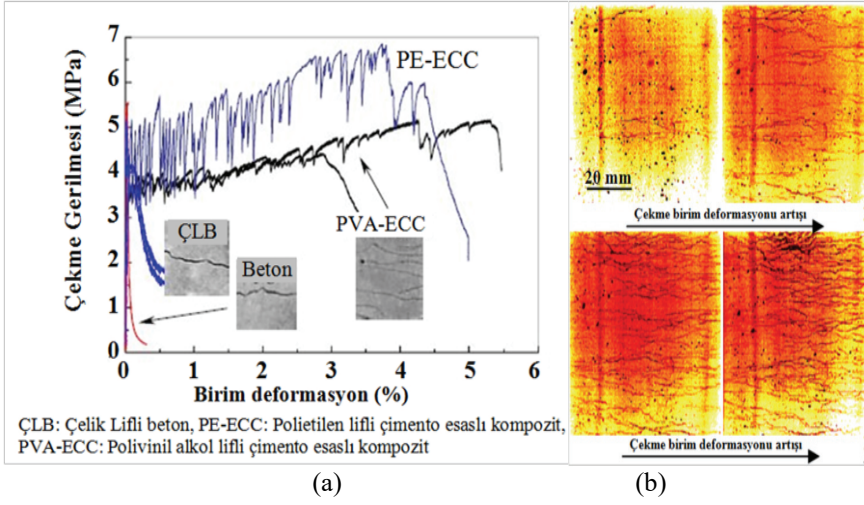 Çekme Gerilmesi (MPa)
7
6
5
4
3
2
1
0
PE-ECC
PVA-ECC
ÇLB
Beton
0 1 2 3 4 5 6
Birim deformasyon (%)
ÇLB: Çelik Lifli beton, PE-ECC: Polietilen lifli çimento esaslı kompozit,
PVA-ECC: Polivinil alkol lifli çimento esaslı kompozit
(a)
20 mm
Çekme birim deformasyonu artışı
Çekme birim deformasyonu artışı
(b)